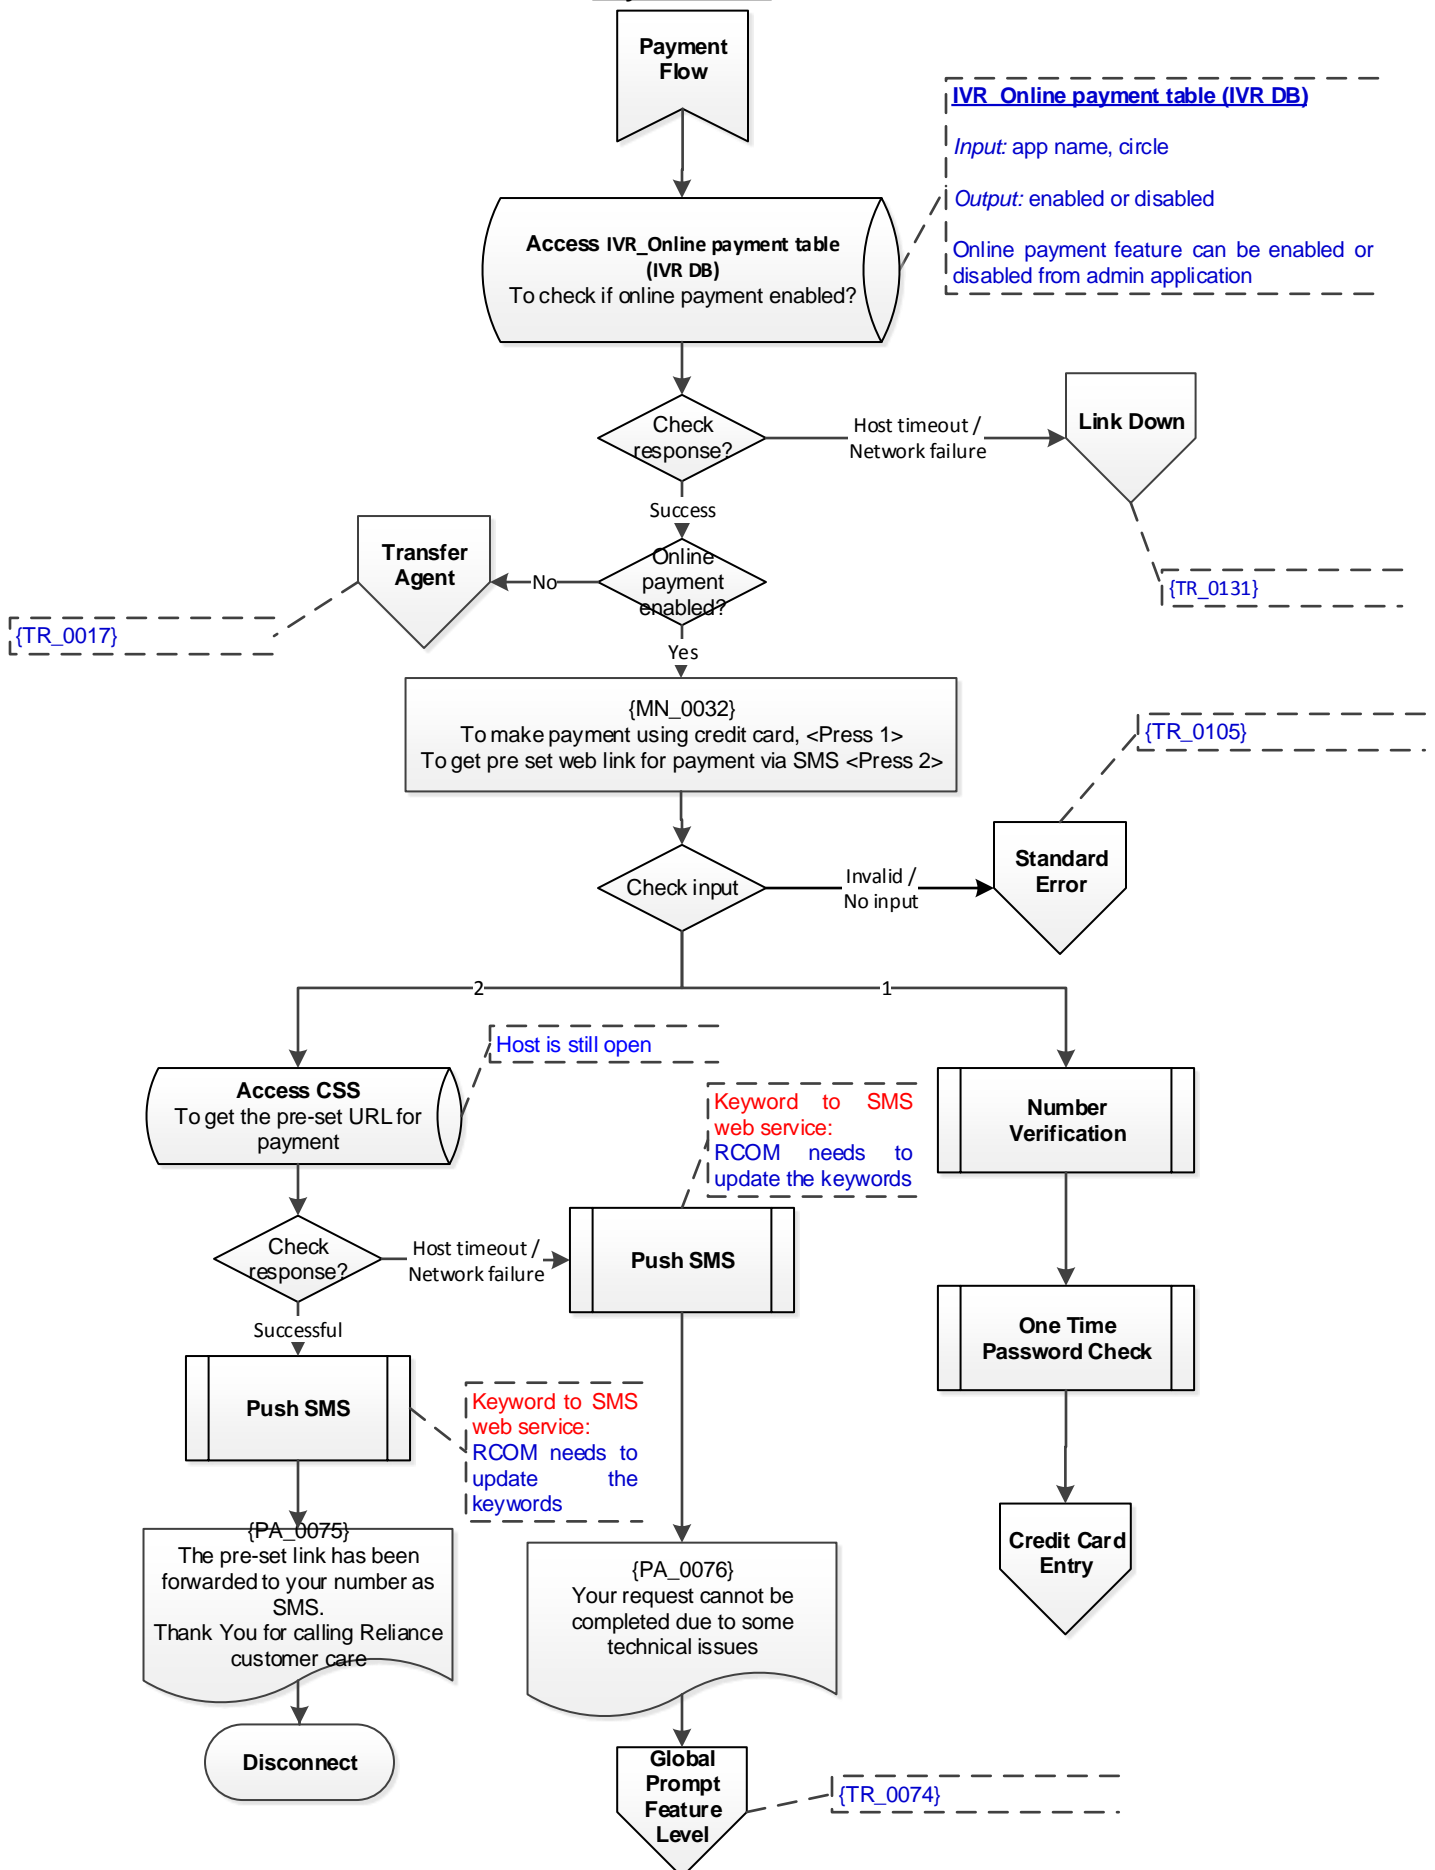 Payment
Flow
IVR_Online payment table (IVR DB)
Input: app name, circle
Output: enabled or disabled
Online payment feature can be enabled or
disabled from admin application
Access IVR_Online payment table
(IVR DB)
To check if online payment enabled?
Check
response?
Host timeout /
Network failure
Link Down
Success
{TR_0131}
Transfer
Agent
No
Online
payment
enabled?
{TR_0017}
Yes
{MN_0032}
To make payment using credit card, <Press 1>
To get pre set web link for payment via SMS <Press 2>
{TR_0105}
Check input
Invalid /
No input
Standard
Error
2
1
Host is still open
Access CSS
To get the pre-set URL for
payment
Keyword to SMS
web service:
RCOM needs to
update the keywords
Number
Verification
Check
response?
Host timeout /
Network failure
Push SMS
Successful
One Time
Password Check
Push SMS
Keyword to SMS
web service:
RCOM needs to
update the
keywords
{PA_0075}
The pre-set link has been
forwarded to your number as
SMS.
Thank You for calling Reliance
customer care
{PA_0076}
Your request cannot be
completed due to some
technical issues
Credit Card
Entry
Disconnect
Global
Prompt
Feature
Level
{TR_0074}